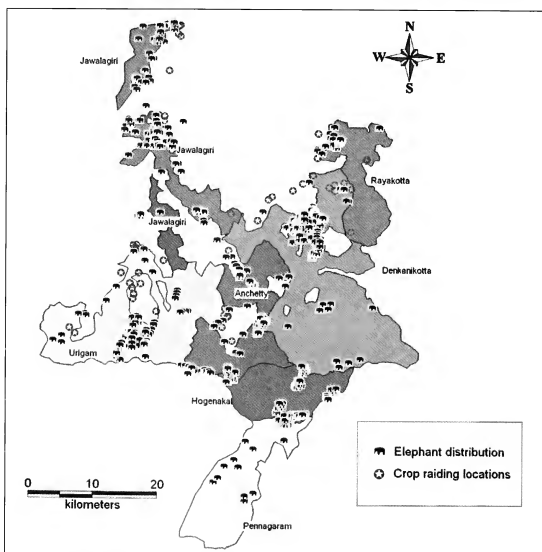 N
Jawalagiri
W E
S
Jawalagiri
Rayakotta
Jawalagiri
Denkanikotta
Anchetty
Urigam
Hogenakal
Elephant distribution
Crop raiding locations
0 10 20
kilometers
Pennagaram